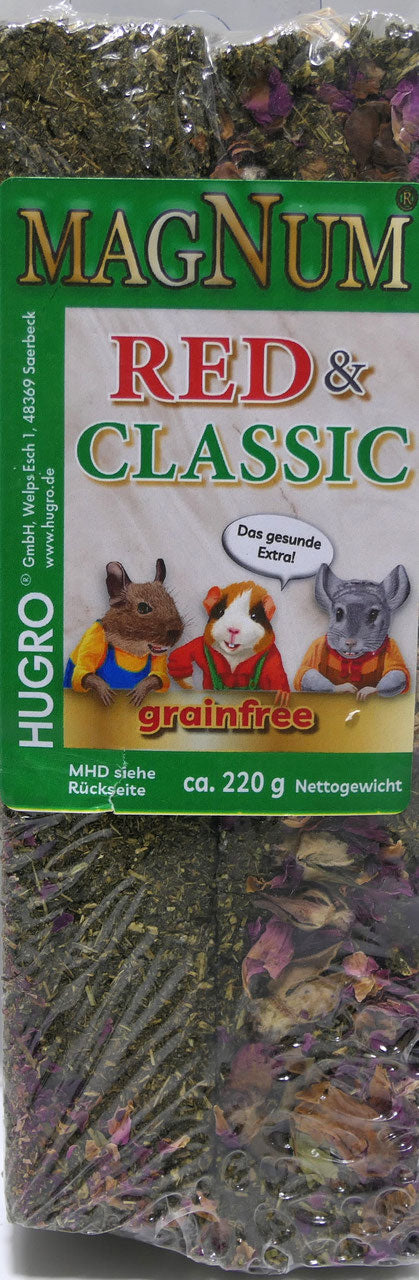 MAGNUM®
RED &
CLASSIC
Das gesunde
Extra!
grainfree
HUGRO® GmbH, Welps Esch 1, 48369 Saerbeck
www.hugro.de
MHD siehe
Rückseite
ca. 220 g Nettogewicht